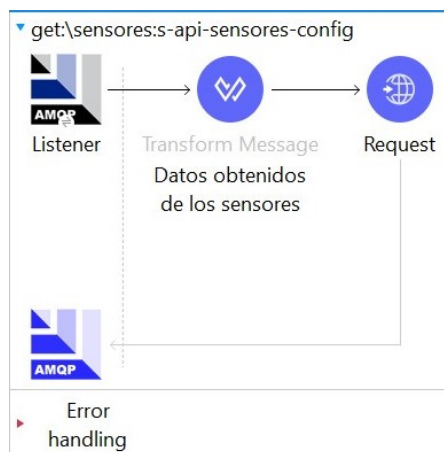 get:\sensores:s-api-sensores-config
AMQP
Listener
Transform Message
Request
Datos obtenidos
de los sensores
AMQP
Error
handling